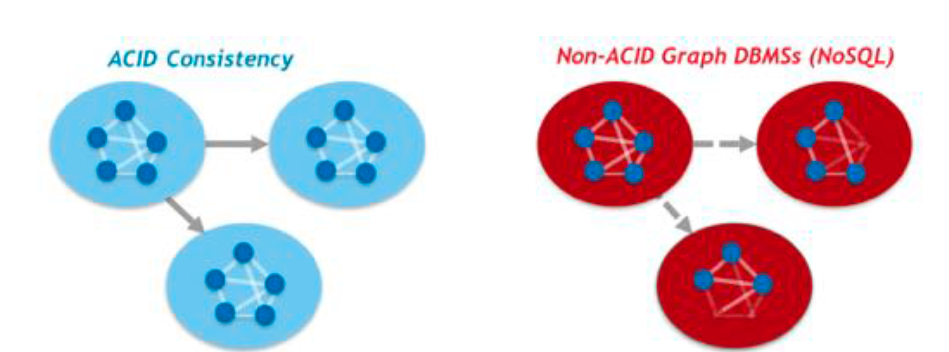 ACID Consistency
Non-ACID Graph DBMSs (NoSQL)